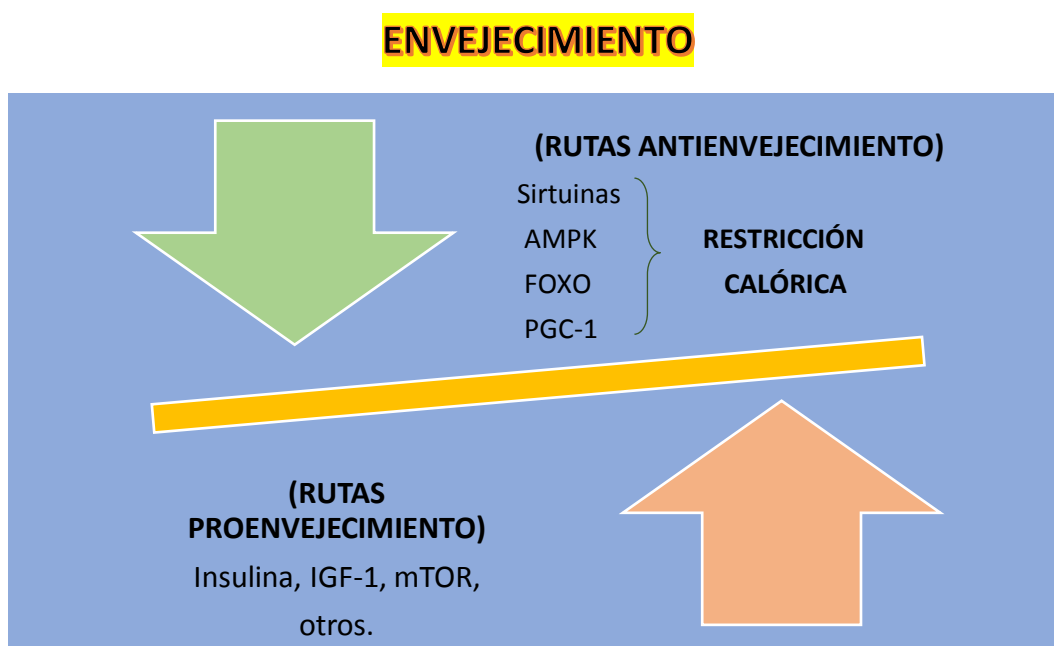 ENVEJECIMIENTO
(RUTAS ANTIENVEJECIMIENTO)
Sirtuinas
AMPK
FOXO
PGC-1
RESTRICCIÓN
CALÓRICA
(RUTAS
PROENVEJECIMIENTO)
Insulina, IGF-1, mTOR,
otros.